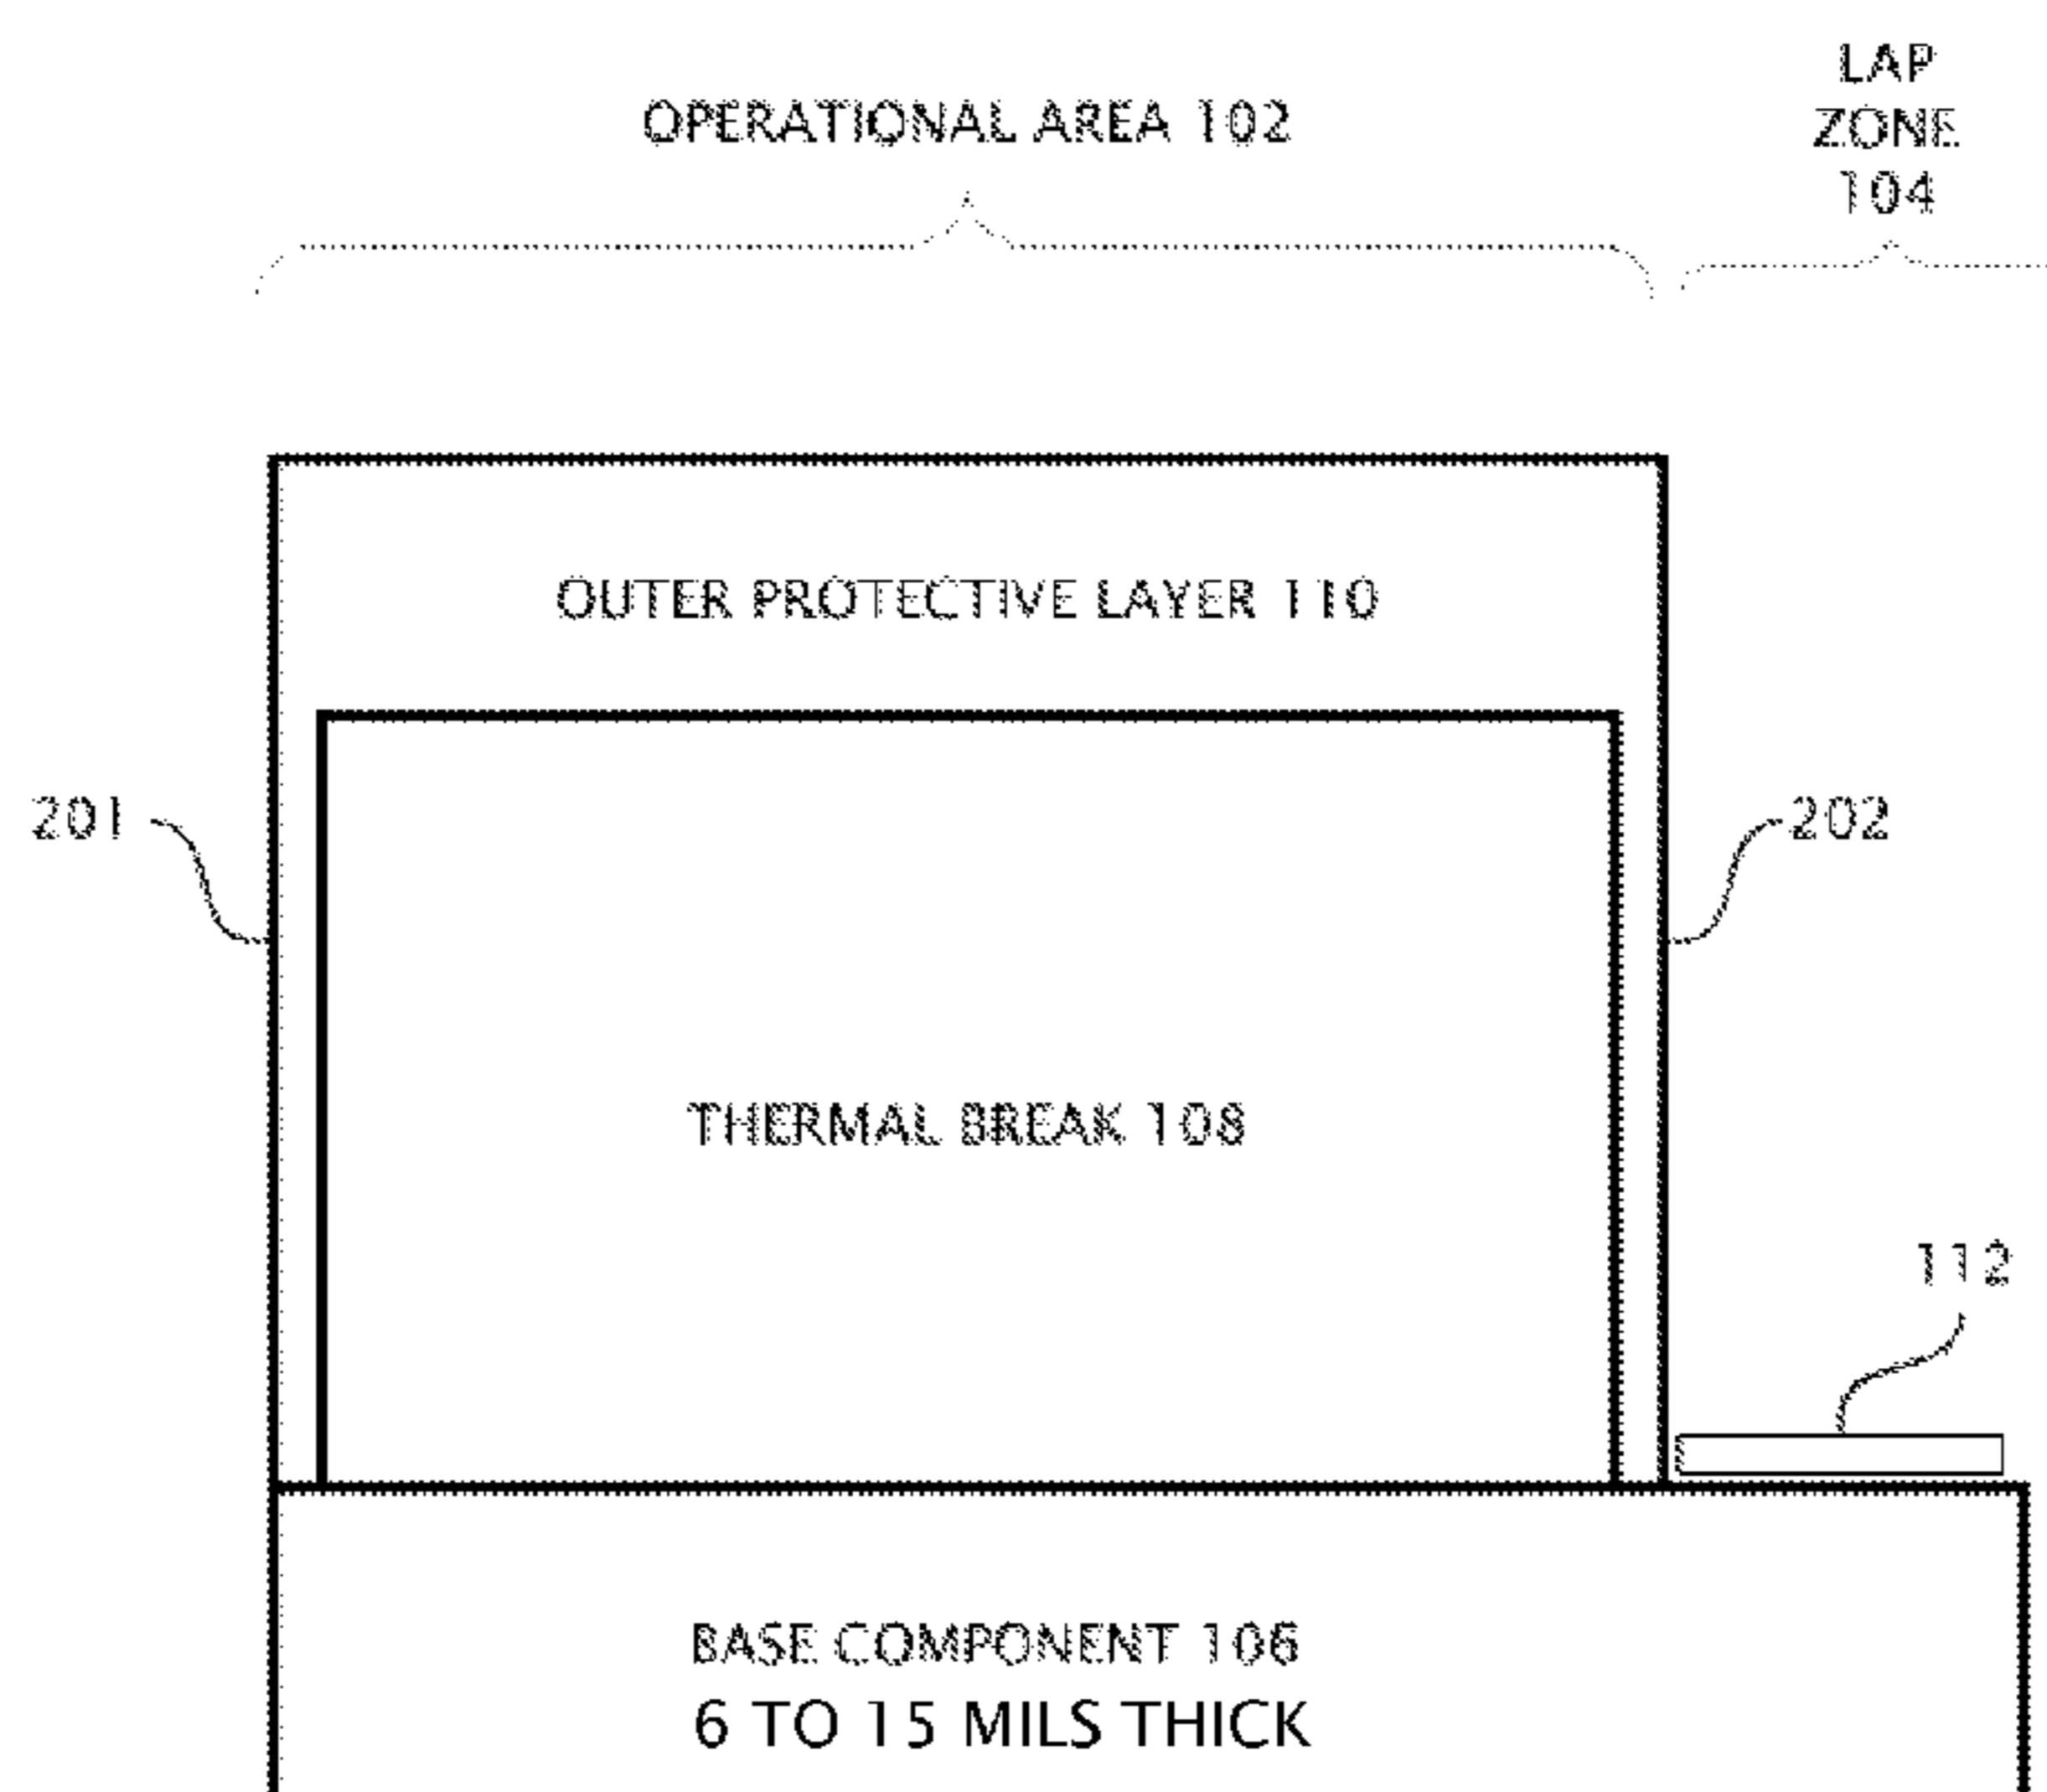 LAP
ZONE
104
OPERATIONAL AREA 102
OUTER PROTECTIVE LAYER 110
201
202
THERMAL BREAK 108
112
BASE COMPONENT 106
6 TO 15 MILS THICK